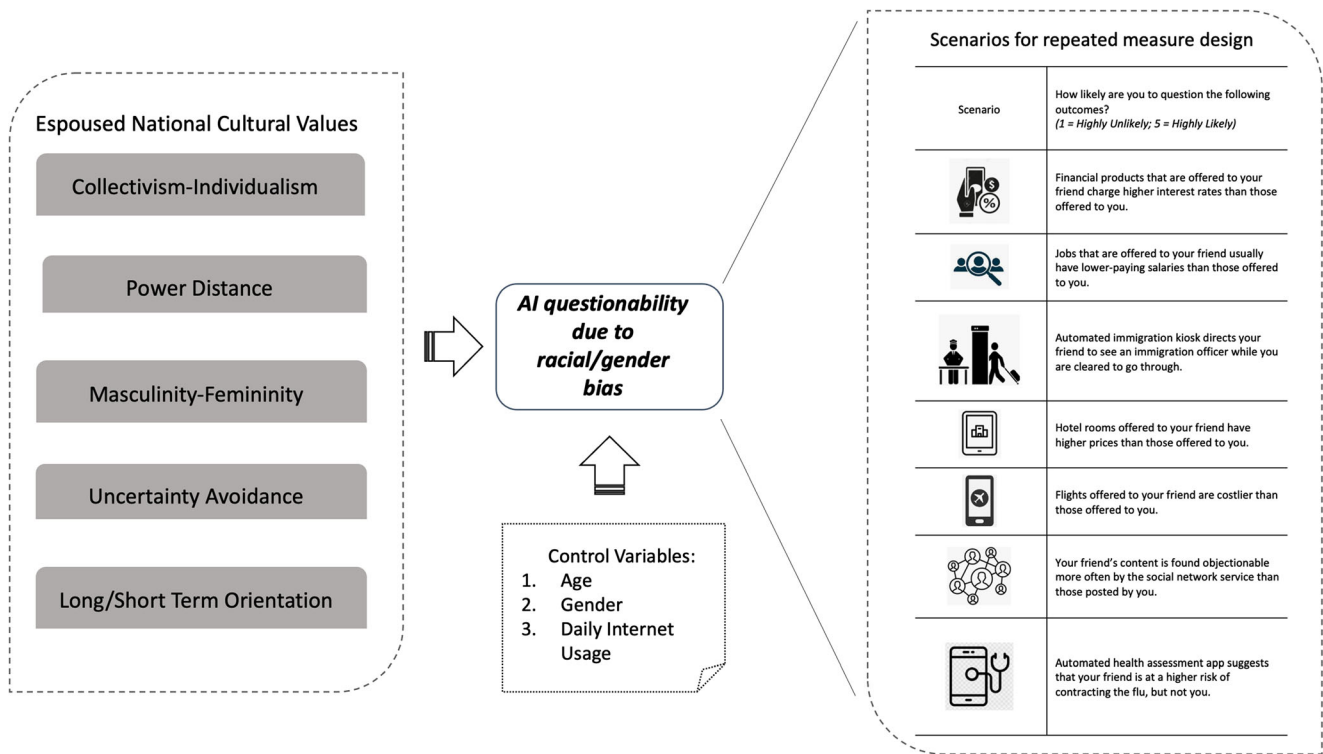 Espoused National Cultural Values
Collectivism-Individualism
Power Distance
Masculinity-Femininity
Uncertainty Avoidance
Long/Short Term Orientation
AI questionability
due to
racial/gender
bias
Control Variables:
1. Age
2. Gender
3. Daily Internet
Usage
Scenarios for repeated measure design
Scenario
How likely are you to question the following
outcomes?
(1 = Highly Unlikely; 5 = Highly Likely)
$
%
Financial products that are offered to your
friend charge higher interest rates than those
offered to you.
Jobs that are offered to your friend usually
have lower-paying salaries than those offered
to you.
Automated immigration kiosk directs your
friend to see an immigration officer while you
are cleared to go through.
Hotel rooms offered to your friend have
higher prices than those offered to you.
Flights offered to your friend are costlier than
those offered to you.
Your friend's content is found objectionable
more often by the social network service than
those posted by you.
Automated health assessment app suggests
that your friend is at a higher risk of
contracting the flu, but not you.